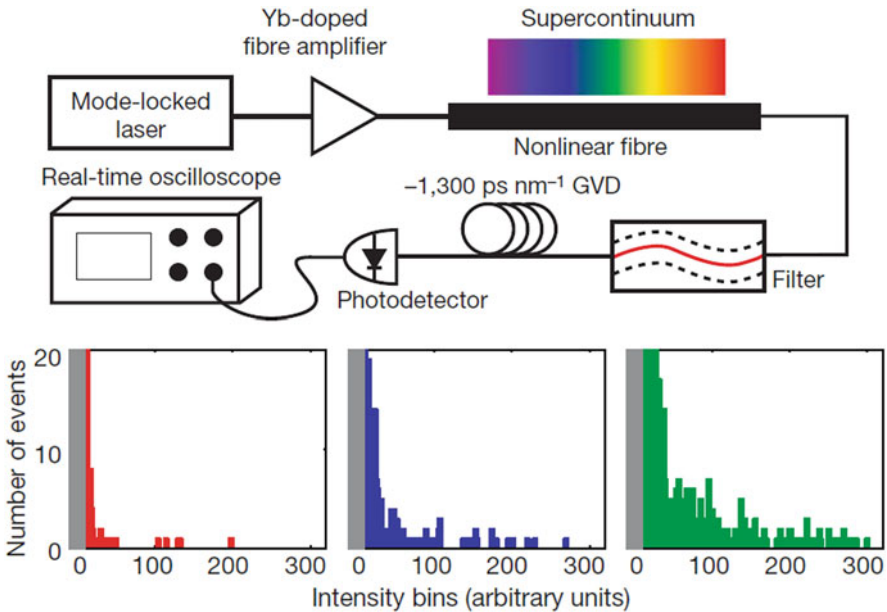 Yb-doped
fibre amplifier
Supercontinuum
Mode-locked
laser
Nonlinear fibre
Real-time oscilloscope
–1,300 ps nm⁻¹ GVD
Photodetector
Filter
Number of events
20
10
0
0 100 200 300
0 100 200 300
0 100 200 300
Intensity bins (arbitrary units)